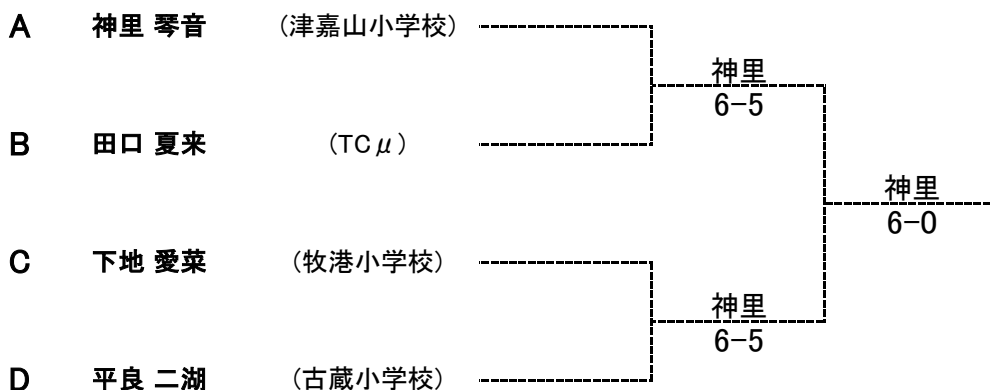 A 神里 琴音 (津嘉山小学校)
神里
6-5
B 田口 夏来 (TCμ)
神里
6-0
C 下地 愛菜 (牧港小学校)
神里
6-5
D 平良 二湖 (古蔵小学校)